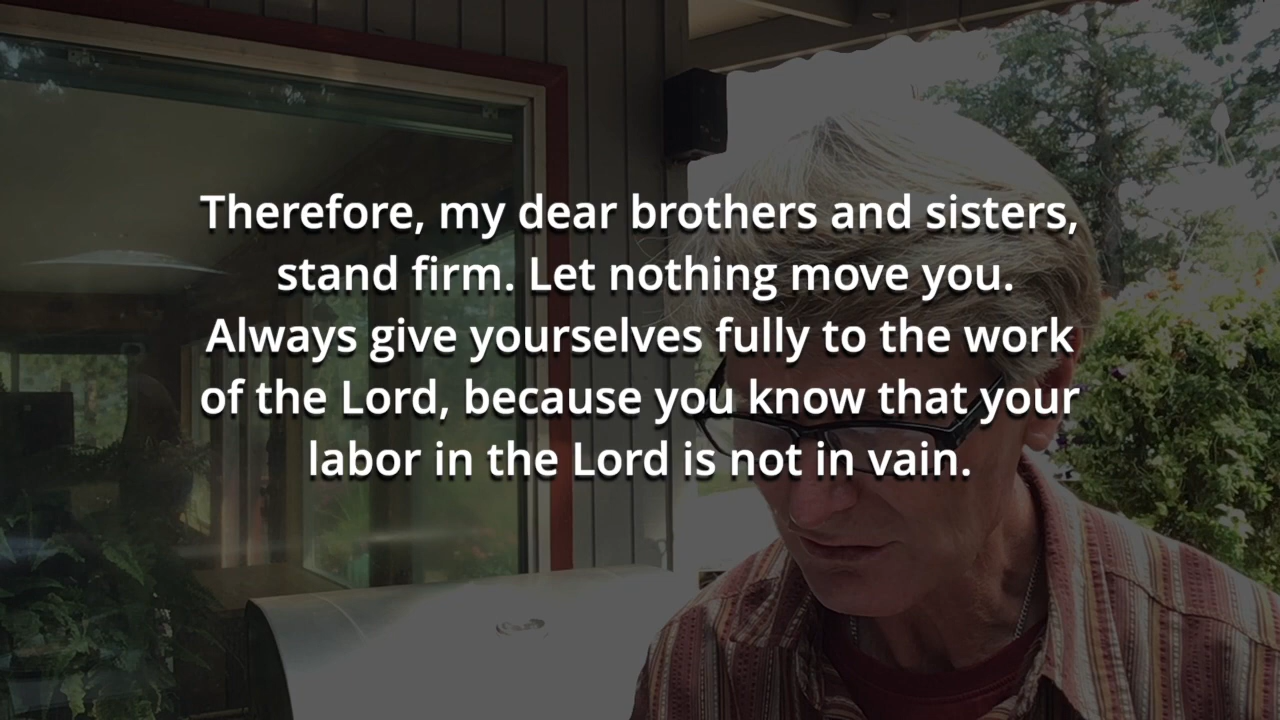 Therefore, my dear brothers and sisters,
stand firm. Let nothing move you.
Always give yourselves fully to the work
of the Lord, because you know that your
labor in the Lord is not in vain.